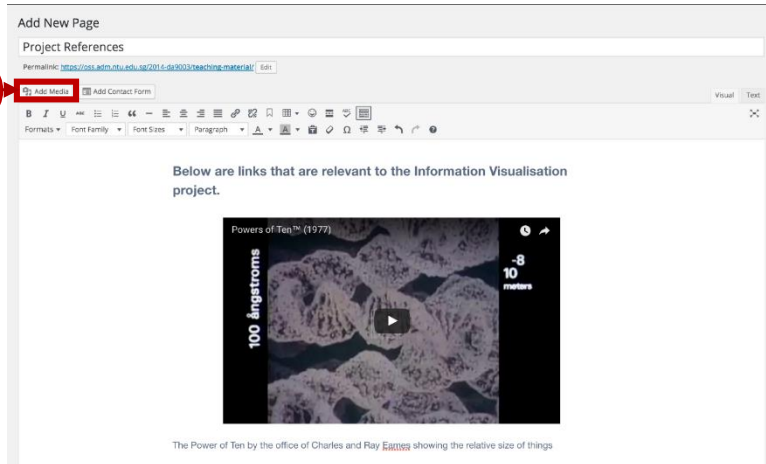 Add New Page
Project References
Permalink: https://oss.adm.ntu.edu.sg/2014-da9003/teaching-material/ Edit
Add Media Add Contact Form
Visual Text
B I U ABC
Formats Font Family Font Sizes Paragraph A A
Below are links that are relevant to the Information Visualisation
project.
Powers of Ten™ (1977)
100 ångstroms
-8
10
meters
The Power of Ten by the office of Charles and Ray Eames showing the relative size of things